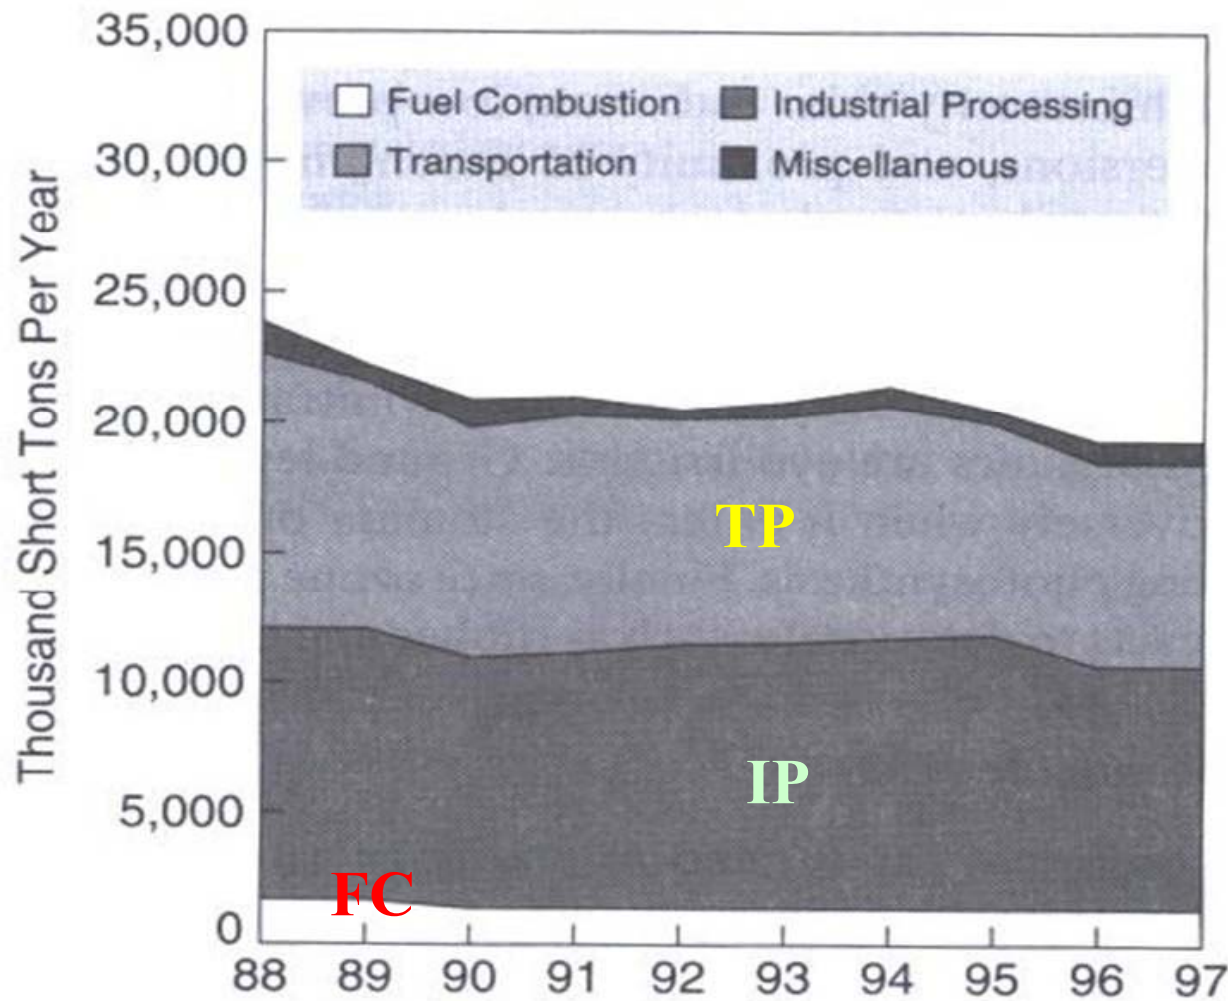 35,000
30,000
25,000
20,000
15,000
10,000
5,000
0
Thousand Short Tons Per Year
Fuel Combustion
Industrial Processing
Transportation
Miscellaneous
TP
IP
FC
88 89 90 91 92 93 94 95 96 97